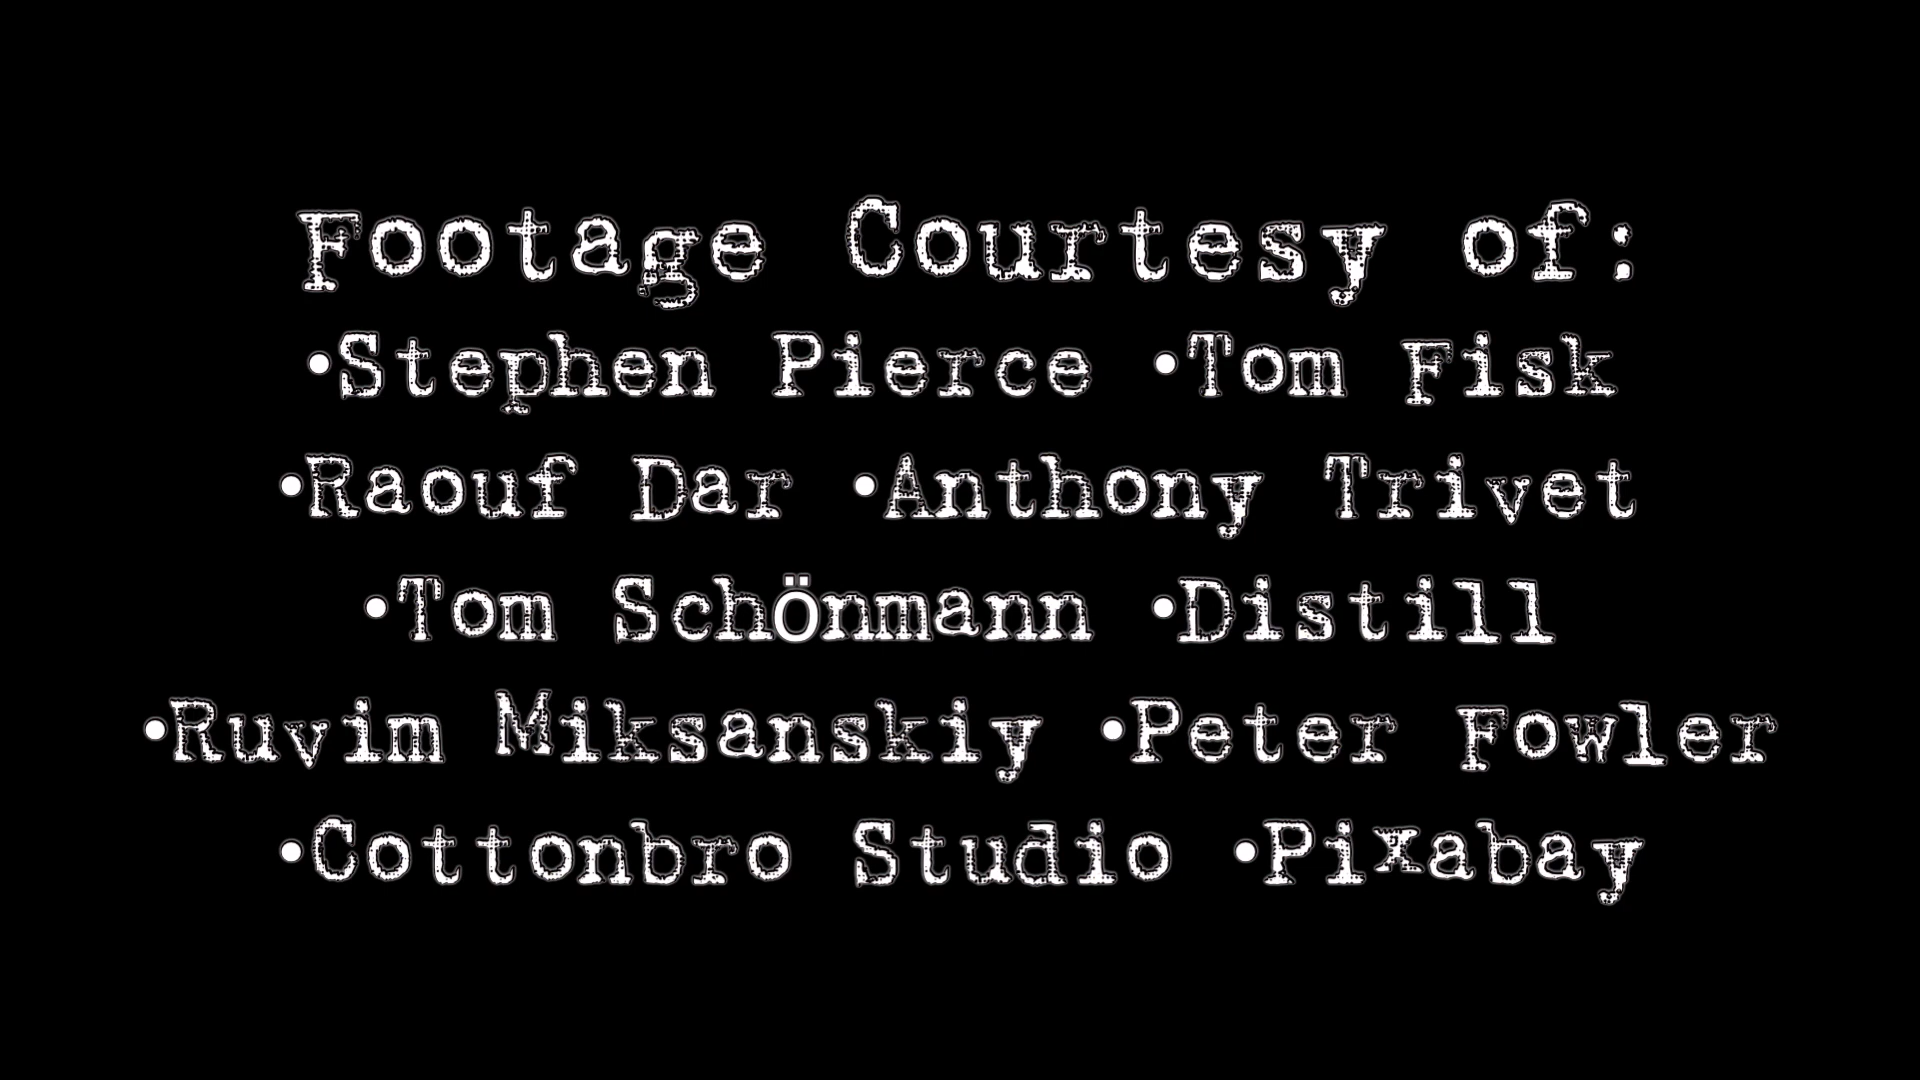 Footage Courtesy of:
•Stephen Pierce •Tom Fisk
•Raouf Dar •Anthony Trivet
•Tom Schönmann •Distill
•Ruvim Miksanskiy •Peter Fowler
•Cottonbro Studio •Pixabay